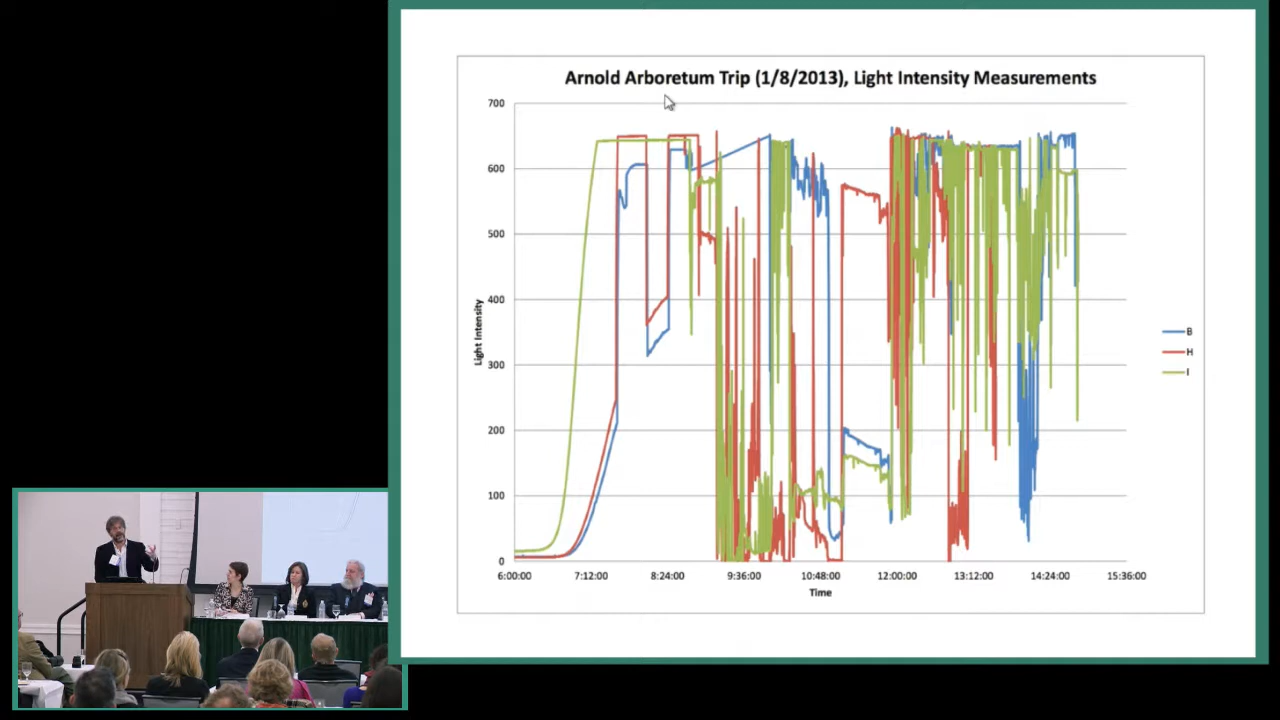 Arnold Arboretum Trip (1/8/2013), Light Intensity Measurements
700
600
500
400
300
200
100
0
Light Intensity
6:00:00 7:12:00 8:24:00 9:36:00 10:48:00 12:00:00 13:12:00 14:24:00 15:36:00
Time
B
H
I